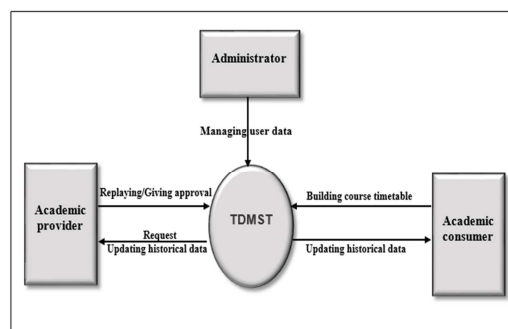 Administrator
Managing user data
Replaying/Giving approval
Building course timetable
Academic
provider
TDMST
Academic
consumer
Request
Updating historical data
Updating historical data